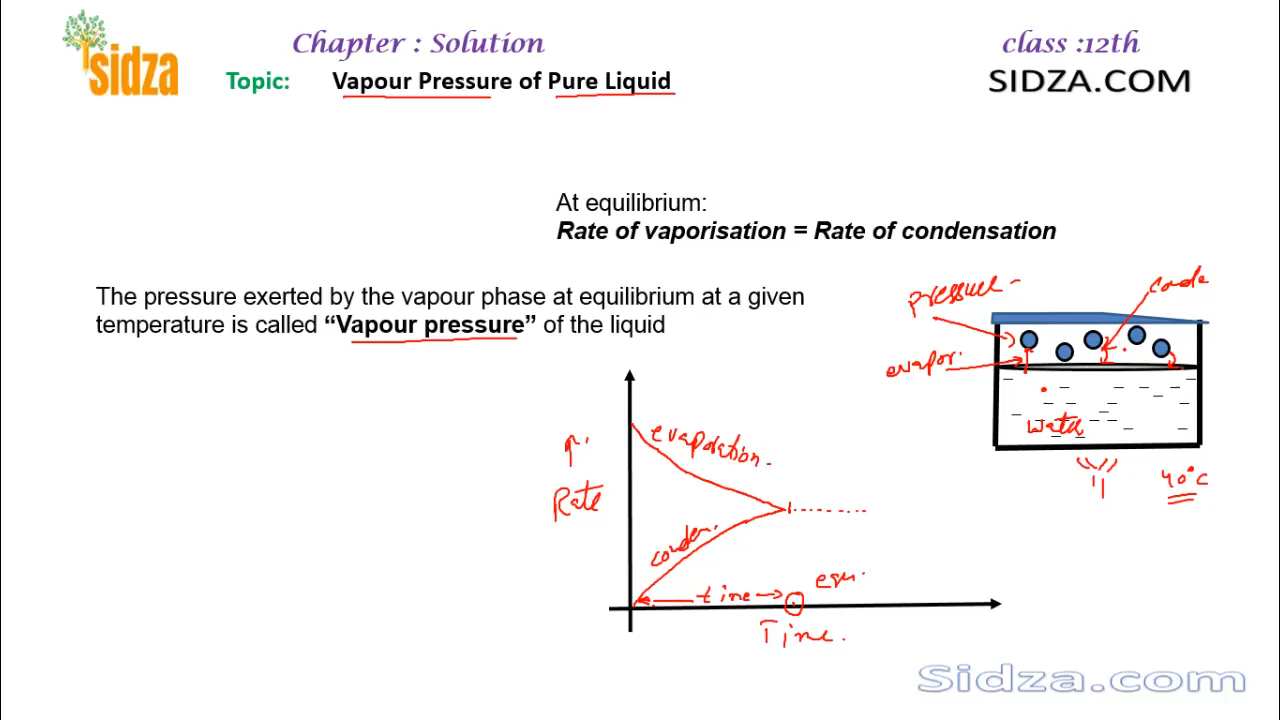 sidza
Chapter : Solution
class :12th
Topic: Vapour Pressure of Pure Liquid
SIDZA.COM
At equilibrium:
Rate of vaporisation = Rate of condensation
The pressure exerted by the vapour phase at equilibrium at a given
temperature is called “Vapour pressure” of the liquid
pressure
conde
evapor.
water
40°C
evaporation.
Rate
conden.
time
equ.
Time.
Sidza.com